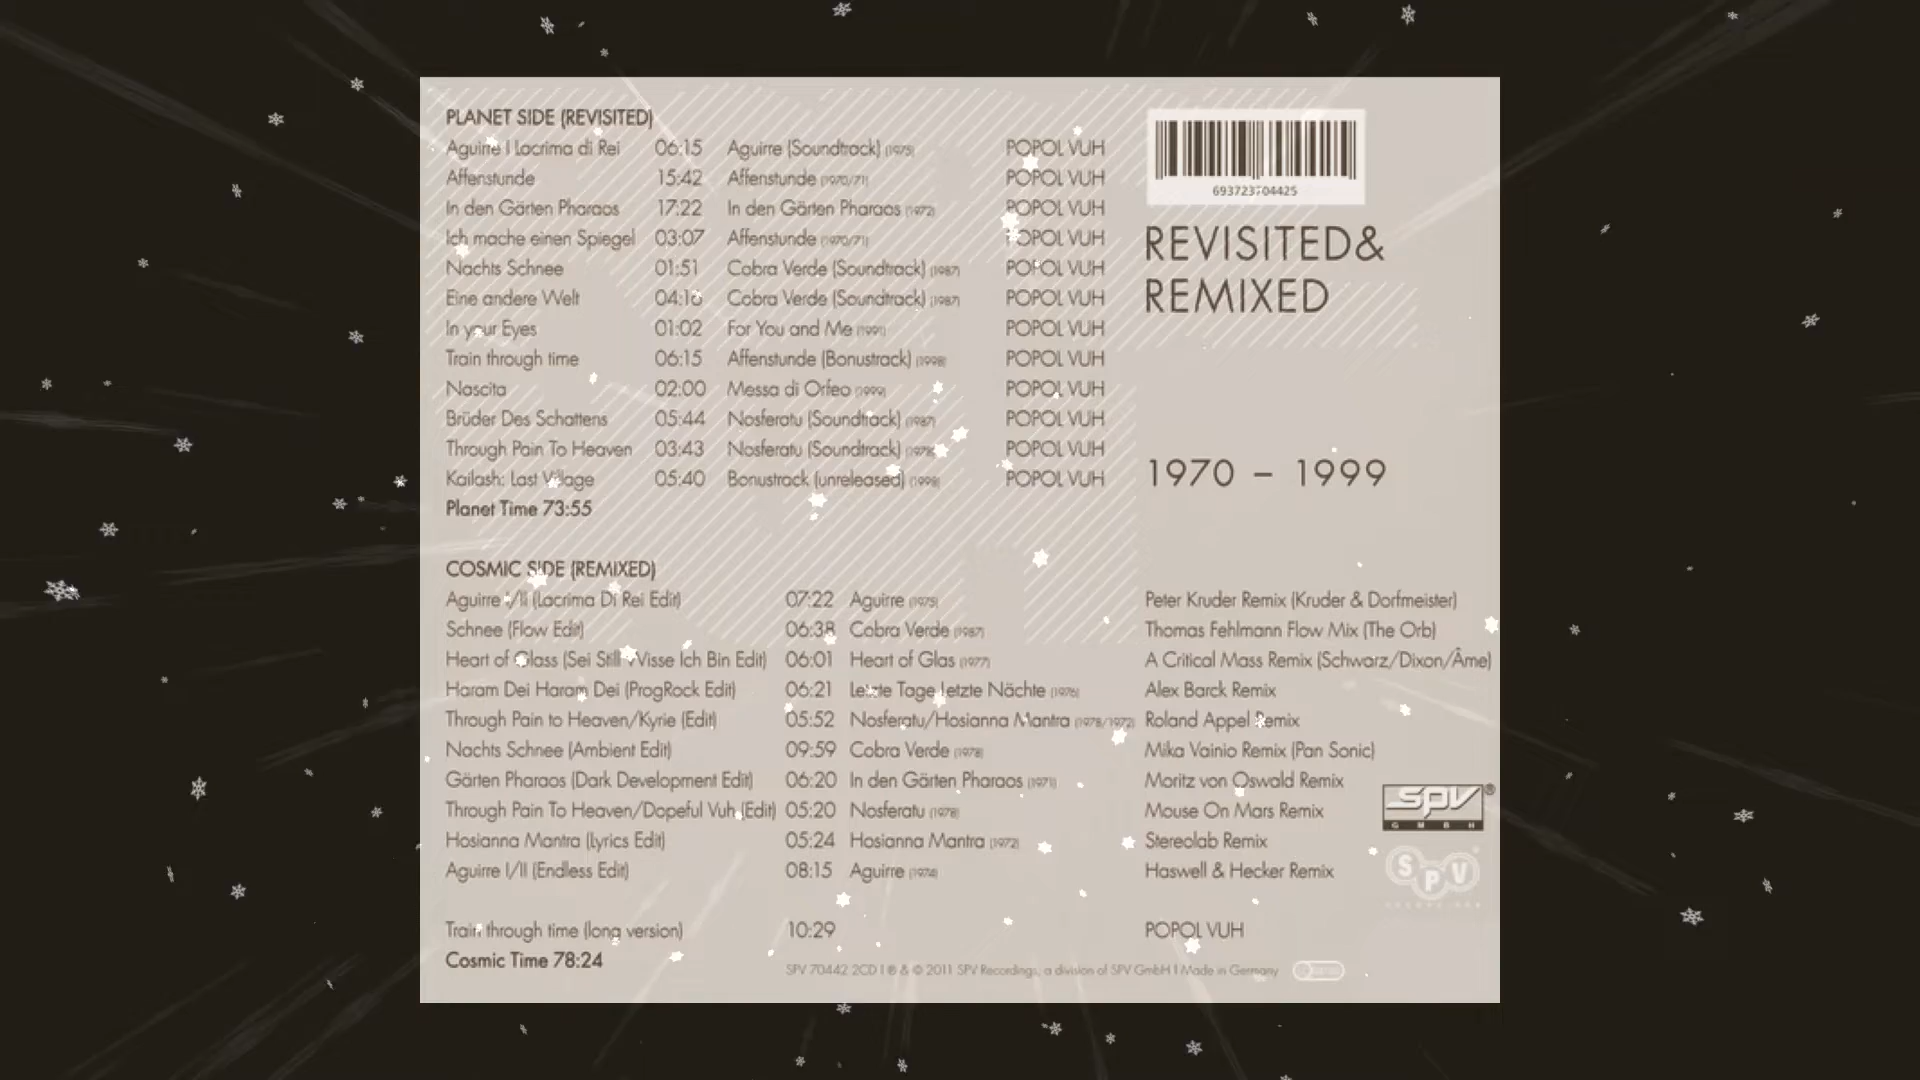 PLANET SIDE (REVISITED)
Aguirre I Lacrima di Rei 06:15 Aguirre (Soundtrack) (1975) POPOL VUH
Affenstunde 15:42 Affenstunde (1970/71) POPOL VUH
In den Gärten Pharaos 17:22 In den Gärten Pharaos (1972) POPOL VUH
Ich mache einen Spiegel 03:07 Affenstunde (1970/71) POPOL VUH
Nachts Schnee 01:51 Cobra Verde (Soundtrack) (1987) POPOL VUH
Eine andere Welt 04:16 Cobra Verde (Soundtrack) (1987) POPOL VUH
In your Eyes 01:02 For You and Me (1991) POPOL VUH
Train through time 06:15 Affenstunde (Bonustrack) (1998) POPOL VUH
Nascita 02:00 Messa di Orfeo (1999) POPOL VUH
Brüder Des Schattens 05:44 Nosferatu (Soundtrack) (1987) POPOL VUH
Through Pain To Heaven 03:43 Nosferatu (Soundtrack) (1978) POPOL VUH
Kailash: Last Village 05:40 Bonustrack (unreleased) (1998) POPOL VUH
Planet Time 73:55
693723704425
REVISITED&
REMIXED
1970 – 1999
COSMIC SIDE (REMIXED)
Aguirre I/II (Lacrima Di Rei Edit) 07:22 Aguirre (1975) Peter Kruder Remix (Kruder & Dorfmeister)
Schnee (Flow Edit) 06:38 Cobra Verde (1987) Thomas Fehlmann Flow Mix (The Orb)
Heart of Glass (Sei Still Wisse Ich Bin Edit) 06:01 Heart of Glas (1977) A Critical Mass Remix (Schwarz/Dixon/Âme)
Haram Dei Haram Dei (ProgRock Edit) 06:21 Letzte Tage Letzte Nächte (1976) Alex Barck Remix
Through Pain to Heaven/Kyrie (Edit) 05:52 Nosferatu/Hosianna Mantra (1978/1972) Roland Appel Remix
Nachts Schnee (Ambient Edit) 09:59 Cobra Verde (1978) Mika Vainio Remix (Pan Sonic)
Gärten Pharaos (Dark Development Edit) 06:20 In den Gärten Pharaos (1971) Moritz von Oswald Remix
Through Pain To Heaven/Dopeful Vuh (Edit) 05:20 Nosferatu (1978) Mouse On Mars Remix
Hosianna Mantra (Lyrics Edit) 05:24 Hosianna Mantra (1972) Stereolab Remix
Aguirre I/II (Endless Edit) 08:15 Aguirre (1974) Haswell & Hecker Remix
SPV®
GMBH
SPV
Train through time (long version) 10:29 POPOL VUH
Cosmic Time 78:24
SPV 70442 2CD I ℗ & © 2011 SPV Recordings, a division of SPV GmbH I Made in Germany